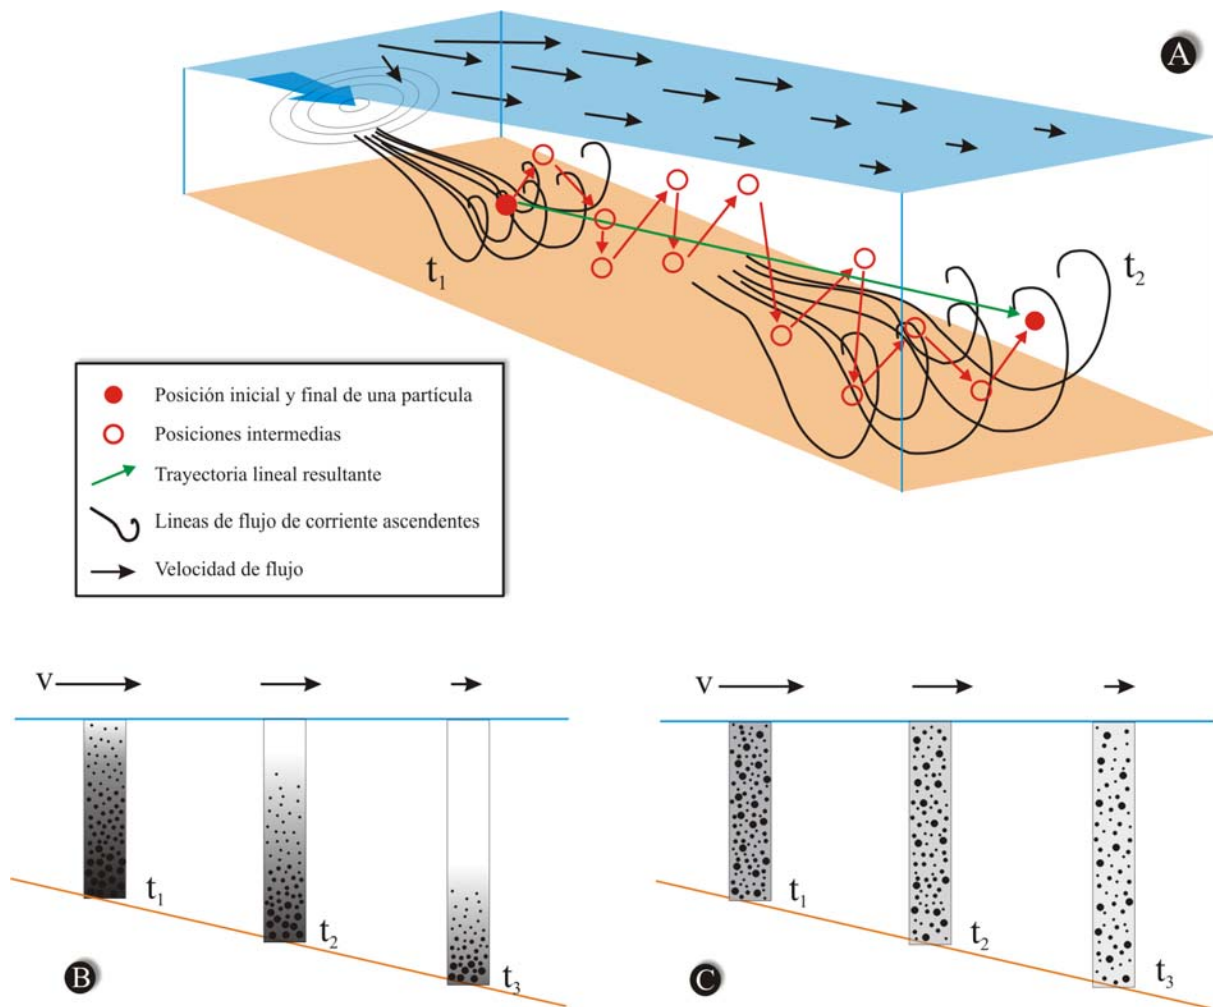 A
t1
t2
Posición inicial y final de una partícula
Posiciones intermedias
Trayectoria lineal resultante
Lineas de flujo de corriente ascendentes
Velocidad de flujo
V
t1
t2
t3
B
V
t1
t2
t3
C